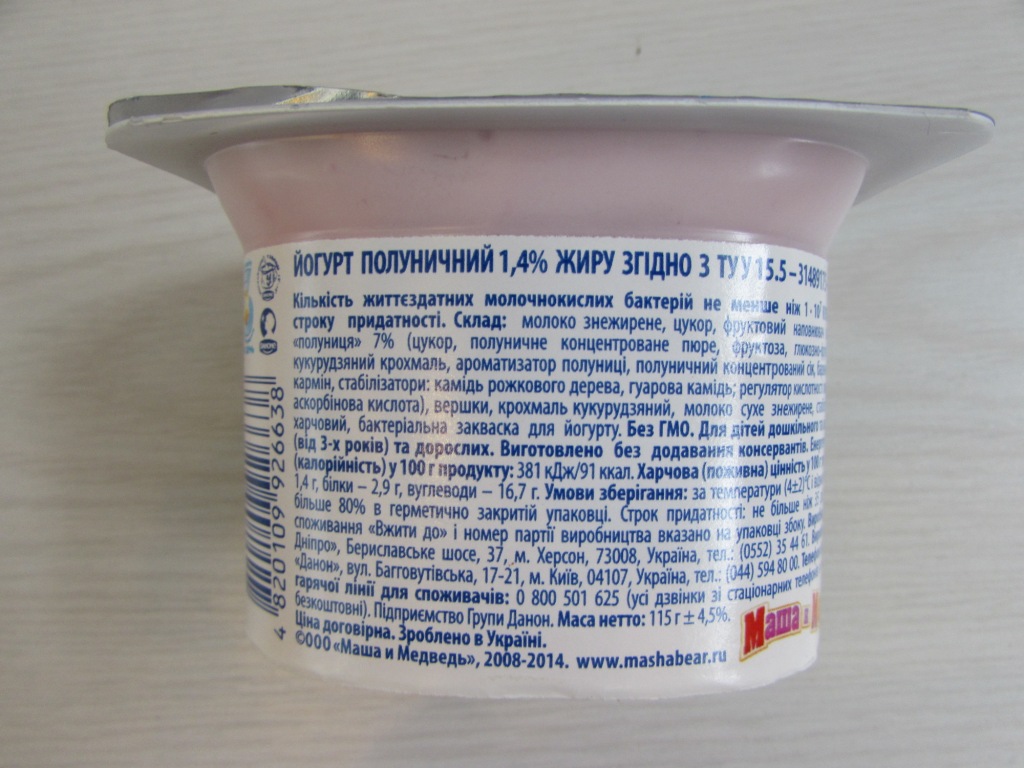 ЙОГУРТ ПОЛУНИЧНИЙ 1,4% ЖИРУ ЗГІДНО З ТУ У 15.5–3148917
Кількість життєздатних молочнокислих бактерій не менше ніж 1·10⁷
строку придатності. Склад: молоко знежирене, цукор, фруктовий
«полуниця» 7% (цукор, полуничне концентроване пюре, фруктоза,
кукурудзяний крохмаль, ароматизатор полуниці, полуничний концентрований сік,
кармін, стабілізатори: камідь рожкового дерева, гуарова камідь; регулятор кислотності
аскорбінова кислота), вершки, крохмаль кукурудзяний, молоко сухе знежирене,
харчовий, бактеріальна закваска для йогурту. Без ГМО. Для дітей дошкільного
(від 3-х років) та дорослих. Виготовлено без додавання консервантів.
(калорійність) у 100 г продукту: 381 кДж/91 ккал. Харчова (поживна) цінність у 100
1,4 г, білки – 2,9 г, вуглеводи – 16,7 г. Умови зберігання: за температури (4±2)°С і
більше 80% в герметично закритій упаковці. Строк придатності: не більше ніж 35
споживання «Вжити до» і номер партії виробництва вказано на упаковці збоку.
Дніпро», Бериславське шосе, 37, м. Херсон, 73008, Україна, тел.: (0552) 35 44 61.
«Данон», вул. Багговутівська, 17-21, м. Київ, 04107, Україна, тел.: (044) 594 80 00.
гарячої лінії для споживачів: 0 800 501 625 (усі дзвінки зі стаціонарних
безкоштовні). Підприємство Групи Данон. Маса нетто: 115 г ± 4,5%.
Ціна договірна. Зроблено в Україні.
©ООО «Маша и Медведь», 2008-2014. www.mashabear.ru
Маша и
4 820109 926638